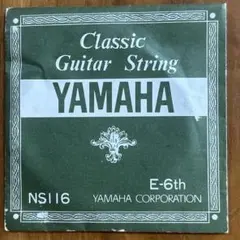 Classic
Guitar String
YAMAHA
E-6th
NS116 YAMAHA CORPORATION